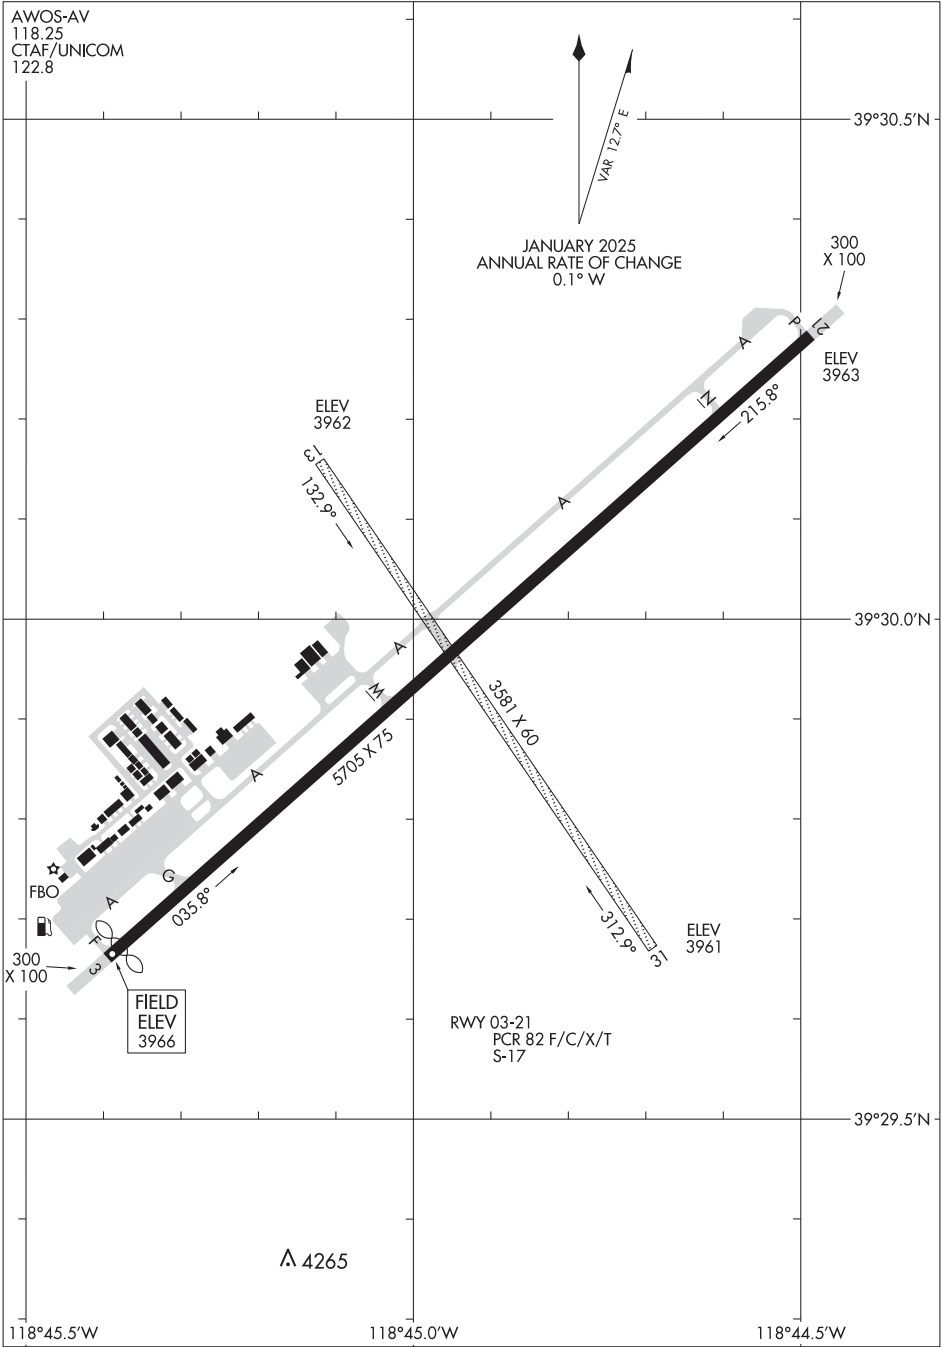 AWOS-AV
118.25
CTAF/UNICOM
122.8
VAR 12.7° E
39°30.5'N
JANUARY 2025
ANNUAL RATE OF CHANGE
0.1° W
300
X 100
P
21
A
ELEV
3963
N
215.8°
ELEV
3962
13
132.9°
A
39°30.0'N
A
M
3581 X 60
5705 X 75
A
G
FBO
A
035.8°
F
3
312.9°
31
ELEV
3961
300
X 100
FIELD
ELEV
3966
RWY 03-21
PCR 82 F/C/X/T
S-17
39°29.5'N
4265
118°45.5'W
118°45.0'W
118°44.5'W